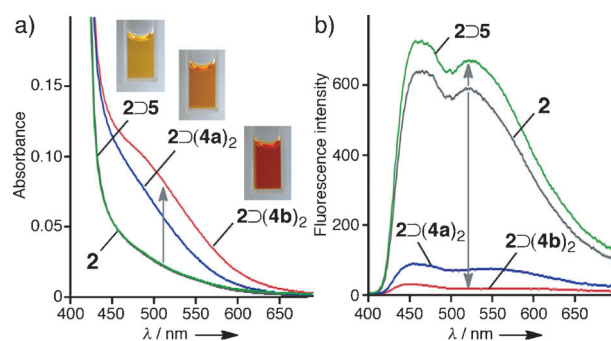 a)
Absorbance
0.15
0.10
0.05
0
2⊃5
2⊃(4a)₂
2⊃(4b)₂
2
400 450 500 550 600 650
λ / nm
b)
Fluorescence intensity
600
400
200
0
2⊃5
2
2⊃(4a)₂
2⊃(4b)₂
400 450 500 550 600 650
λ / nm